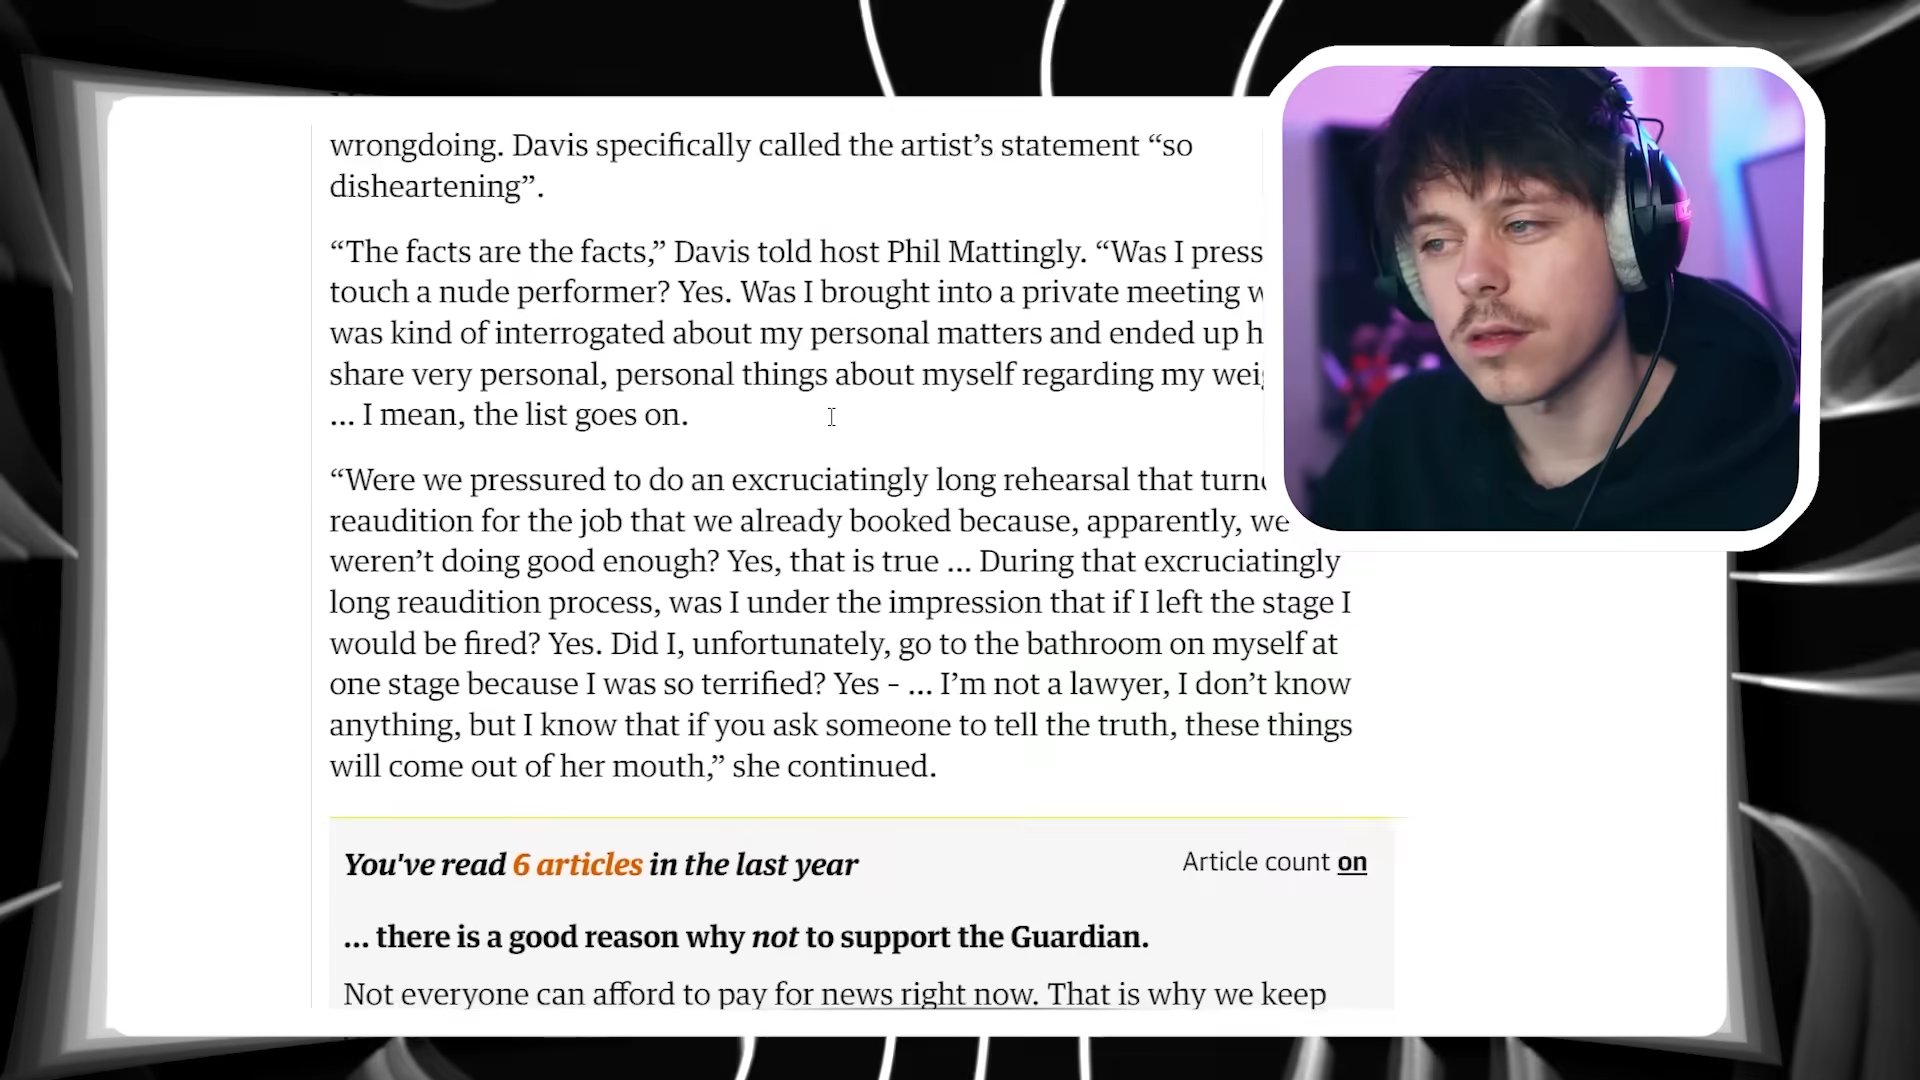 wrongdoing. Davis specifically called the artist’s statement “so
disheartening”.
“The facts are the facts,” Davis told host Phil Mattingly. “Was I press
touch a nude performer? Yes. Was I brought into a private meeting
was kind of interrogated about my personal matters and ended up
share very personal, personal things about myself regarding my
... I mean, the list goes on.
“Were we pressured to do an excruciatingly long rehearsal that
reaudition for the job that we already booked because, apparently, we
weren’t doing good enough? Yes, that is true ... During that excruciatingly
long reaudition process, was I under the impression that if I left the stage I
would be fired? Yes. Did I, unfortunately, go to the bathroom on myself at
one stage because I was so terrified? Yes – ... I’m not a lawyer, I don’t know
anything, but I know that if you ask someone to tell the truth, these things
will come out of her mouth,” she continued.
You've read 6 articles in the last year
Article count on
... there is a good reason why not to support the Guardian.
Not everyone can afford to pay for news right now. That is why we keep